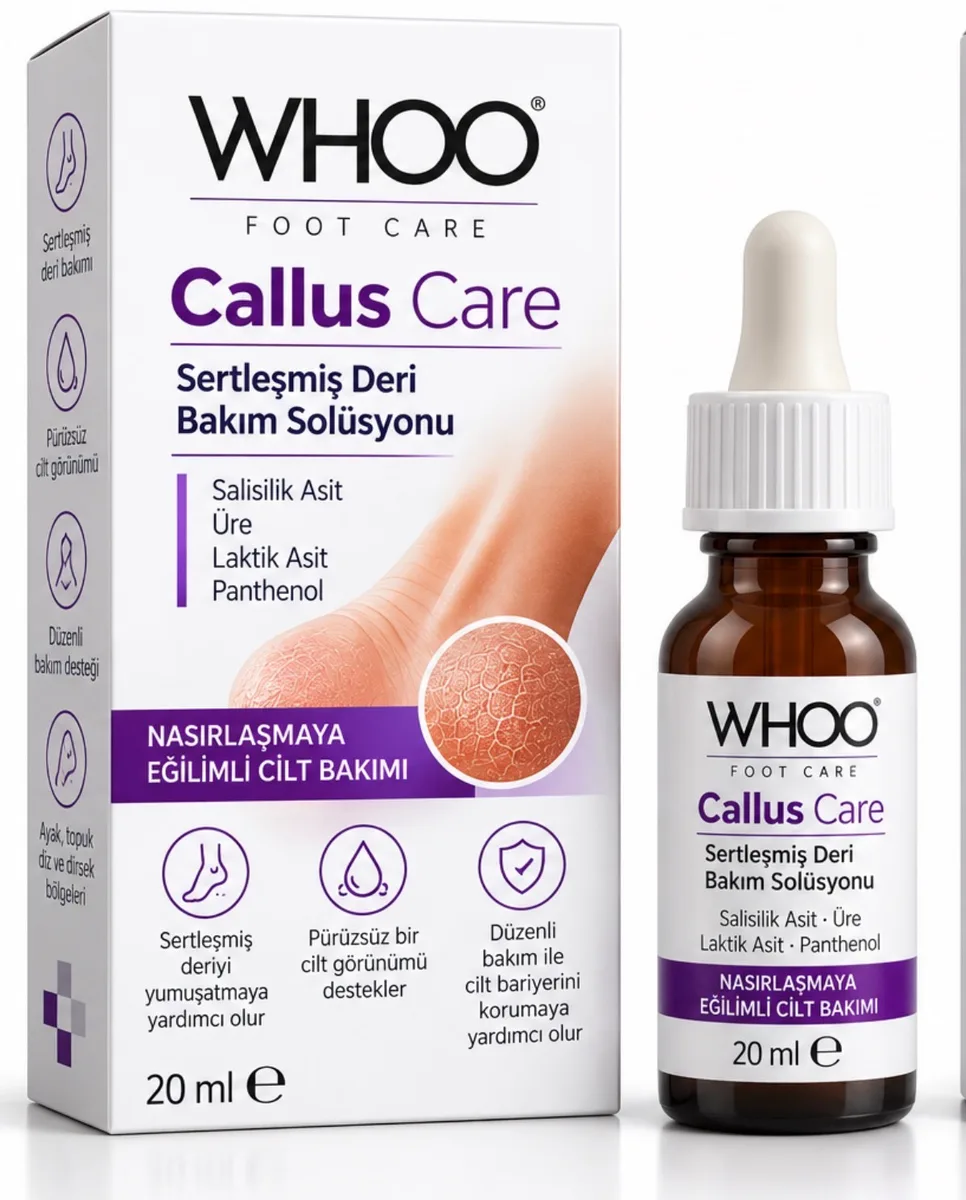 WHOO®
FOOT CARE
Callus Care
Sertleşmiş Deri
Bakım Solüsyonu
Salisilik Asit
Üre
Laktik Asit
Panthenol
NASIRLAŞMAYA
EĞİLİMLİ CİLT BAKIMI
Sertleşmiş
deriyi
yumuşatmaya
yardımcı olur
Pürüzsüz bir
cilt görünümü
destekler
Düzenli
bakım ile
cilt bariyerini
korumaya
yardımcı olur
20 ml ℮
Sertleşmiş
deri bakımı
Pürüzsüz
cilt görünümü
Düzenli
bakım desteği
Ayak, topuk
diz ve dirsek
bölgeleri
WHOO®
FOOT CARE
Callus Care
Sertleşmiş Deri
Bakım Solüsyonu
Salisilik Asit · Üre
Laktik Asit · Panthenol
NASIRLAŞMAYA
EĞİLİMLİ CİLT BAKIMI
20 ml ℮